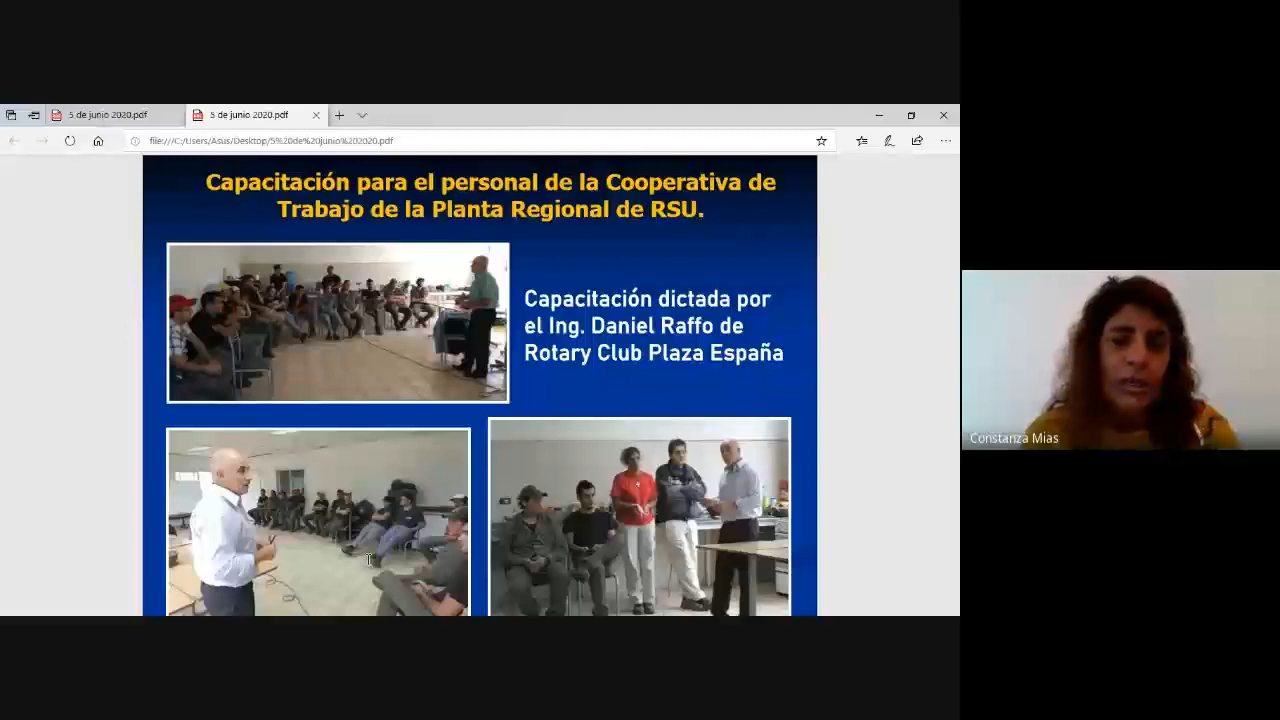 5 de junio 2020.pdf
5 de junio 2020.pdf
file:///C:/Users/Asus/Desktop/5%20de%20junio%202020.pdf
Capacitación para el personal de la Cooperativa de
Trabajo de la Planta Regional de RSU.
Capacitación dictada por
el Ing. Daniel Raffo de
Rotary Club Plaza España
Constanza Mias